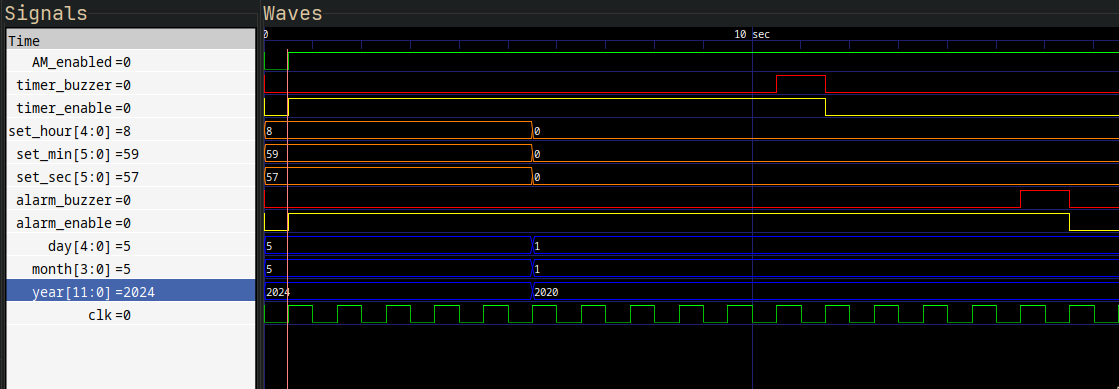 Signals Waves
Time 0 10 sec
AM_enabled=0
timer_buzzer=0
timer_enable=0
set_hour[4:0]=8 8 0
set_min[5:0]=59 59 0
set_sec[5:0]=57 57 0
alarm_buzzer=0
alarm_enable=0
day[4:0]=5 5 1
month[3:0]=5 5 1
year[11:0]=2024 2024 2020
clk=0